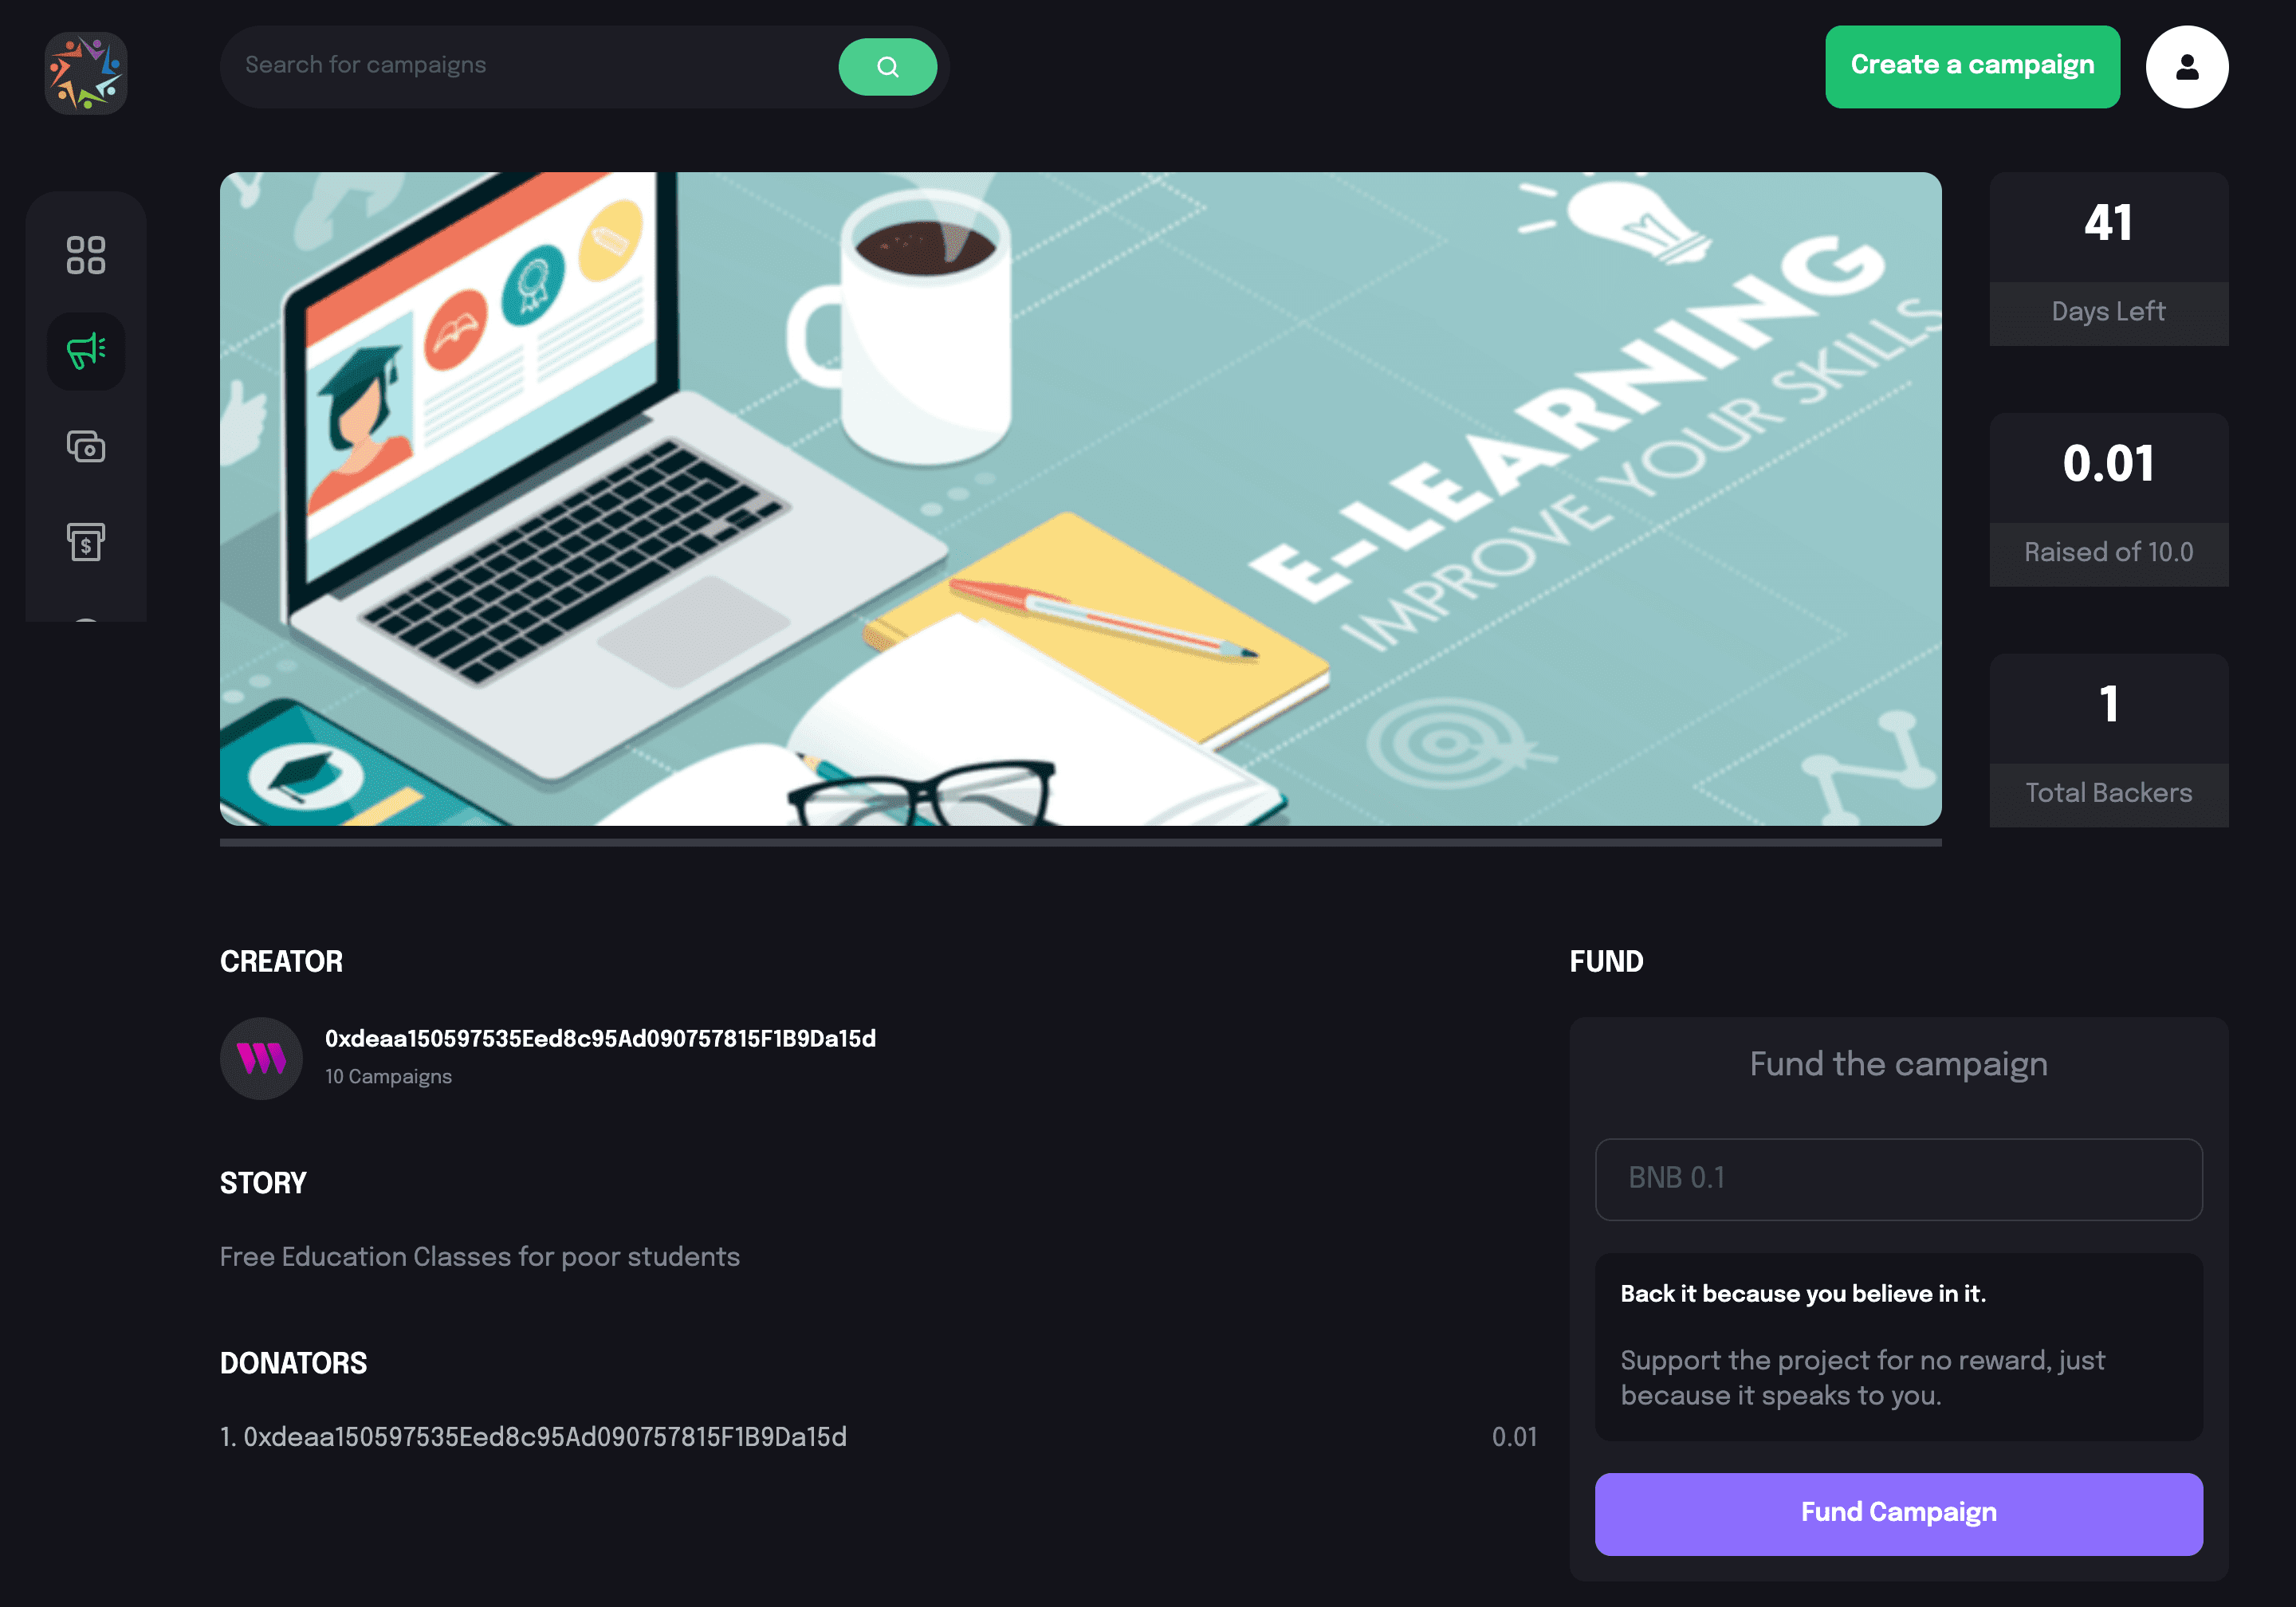 Search for campaigns
Create a campaign
E-LEARNING
IMPROVE YOUR SKILLS
41
Days Left
0.01
Raised of 10.0
1
Total Backers
CREATOR
0xdeaa150597535Eed8c95Ad090757815F1B9Da15d
10 Campaigns
STORY
Free Education Classes for poor students
DONATORS
1. 0xdeaa150597535Eed8c95Ad090757815F1B9Da15d
0.01
FUND
Fund the campaign
BNB 0.1
Back it because you believe in it.
Support the project for no reward, just
because it speaks to you.
Fund Campaign